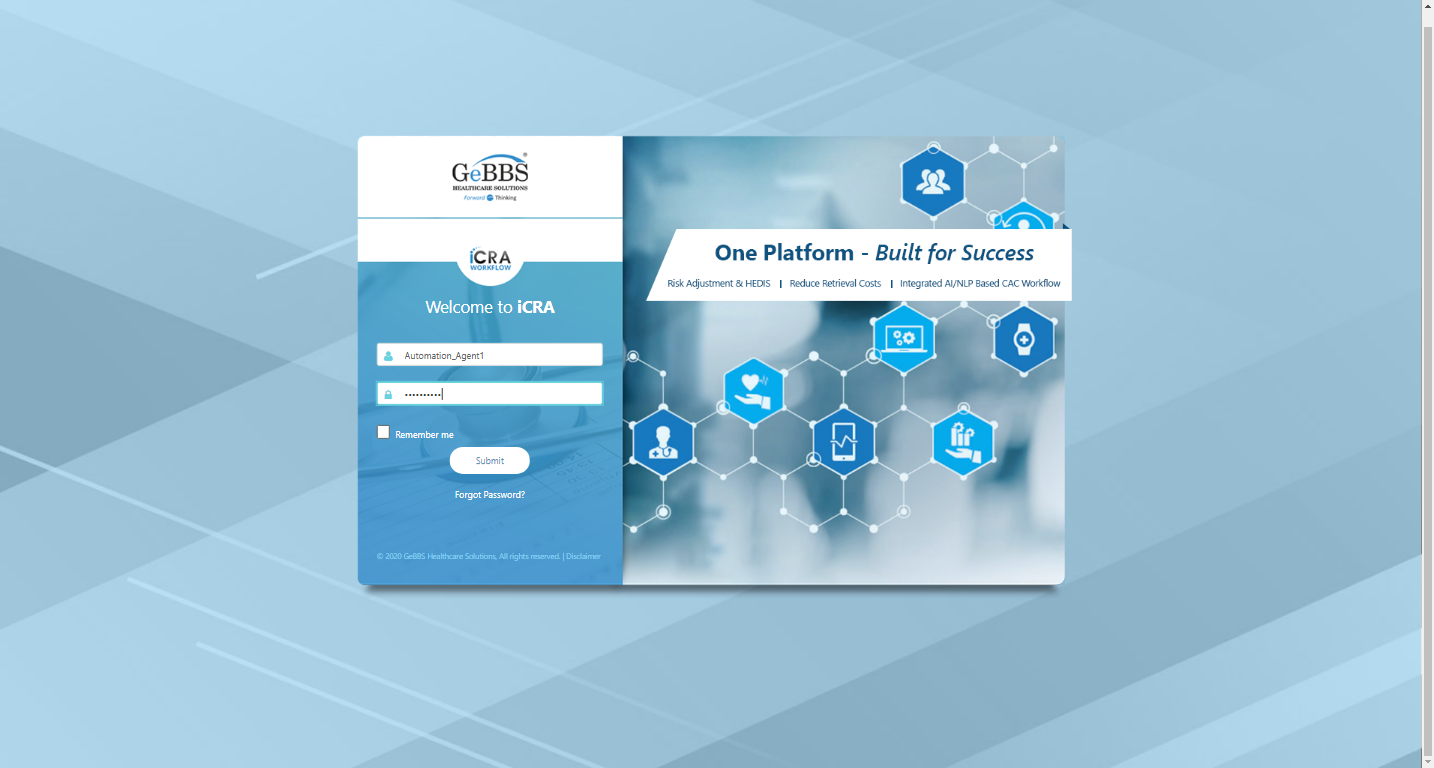 GeBBS®
HEALTHCARE SOLUTIONS
Forward Thinking
iCRA
WORKFLOW
Welcome to iCRA
Automation_Agent1
••••••••••
Remember me
Submit
Forgot Password?
© 2020 GeBBS Healthcare Solutions, All rights reserved. | Disclaimer
One Platform - Built for Success
Risk Adjustment & HEDIS | Reduce Retrieval Costs | Integrated AI/NLP Based CAC Workflow